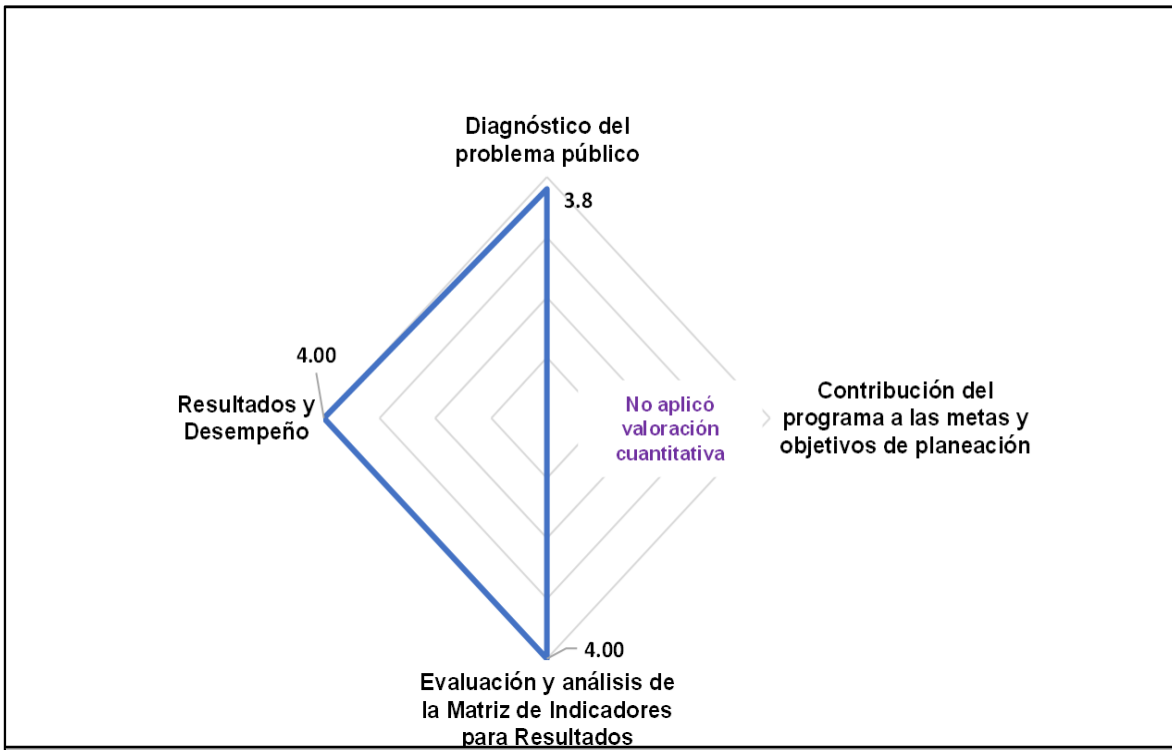 Diagnóstico del
problema público
3.8
4.00
Resultados y
Desempeño
No aplicó
valoración
cuantitativa
Contribución del
programa a las metas y
objetivos de planeación
4.00
Evaluación y análisis de
la Matriz de Indicadores
para Resultados